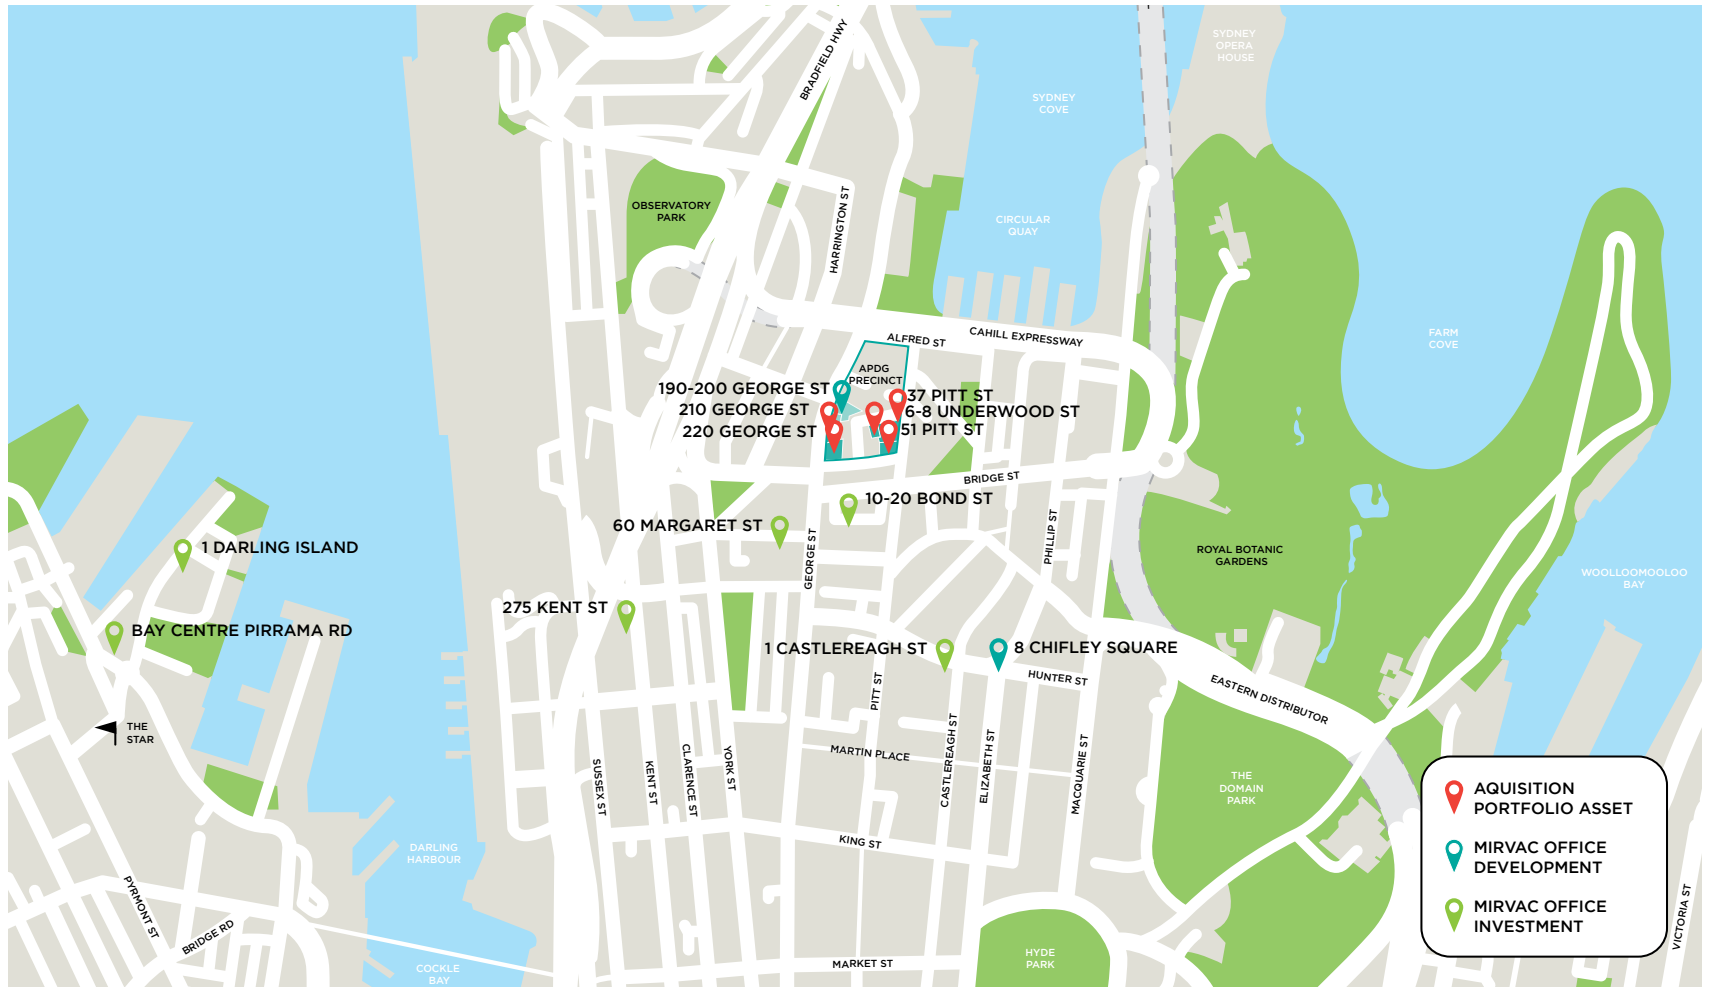 BRADFIELD HWY
SYDNEY
OPERA
HOUSE
SYDNEY
COVE
OBSERVATORY
PARK
HARRINGTON ST
CIRCULAR
QUAY
ALFRED ST
CAHILL EXPRESSWAY
FARM
COVE
APDG
PRECINCT
190-200 GEORGE ST
37 PITT ST
210 GEORGE ST
6-8 UNDERWOOD ST
220 GEORGE ST
51 PITT ST
BRIDGE ST
10-20 BOND ST
60 MARGARET ST
GEORGE ST
PHILLIP ST
1 DARLING ISLAND
ROYAL BOTANIC
GARDENS
WOOLLOOMOOLOO
BAY
275 KENT ST
BAY CENTRE PIRRAMA RD
1 CASTLEREAGH ST
8 CHIFLEY SQUARE
HUNTER ST
PITT ST
EASTERN DISTRIBUTOR
THE
STAR
MARTIN PLACE
SUSSEX ST
KENT ST
CLARENCE ST
YORK ST
CASTLEREAGH ST
ELIZABETH ST
MACQUARIE ST
THE
DOMAIN
PARK
AQUISITION
PORTFOLIO ASSET
MIRVAC OFFICE
DEVELOPMENT
MIRVAC OFFICE
INVESTMENT
KING ST
DARLING
HARBOUR
PYRMONT ST
BRIDGE RD
VICTORIA ST
HYDE
PARK
MARKET ST
COCKLE
BAY